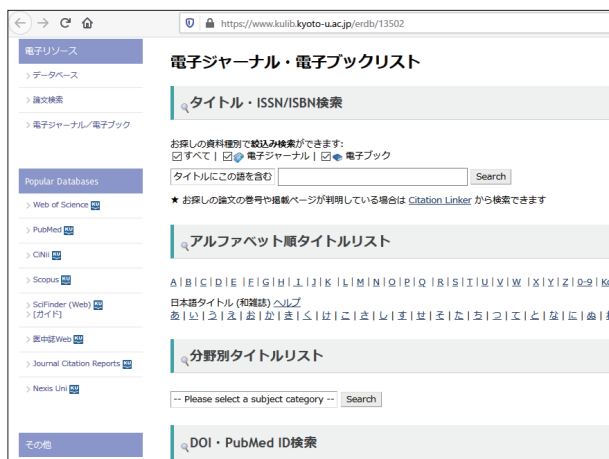 https://www.kulib.kyoto-u.ac.jp/erdb/13502
電子リソース
> データベース
> 論文検索
> 電子ジャーナル/電子ブック
Popular Databases
> Web of Science KU
> PubMed KU
> CiNii KU
> Scopus KU
> SciFinder (Web) KU
> [ガイド]
> 医中誌Web KU
> Journal Citation Reports KU
> Nexis Uni KU
その他
電子ジャーナル・電子ブックリスト
タイトル・ISSN/ISBN検索
お探しの資料種別で絞込み検索ができます:
すべて | 電子ジャーナル | 電子ブック
タイトルにこの語を含む Search
★ お探しの論文の巻号や掲載ページが判明している場合は Citation Linker から検索できます
アルファベット順タイトルリスト
A | B | C | D | E | F | G | H | I | J | K | L | M | N | O | P | Q | R | S | T | U | V | W | X | Y | Z | 0-9 |
日本語タイトル (和雑誌) ヘルプ
あ | い | う | え | お | か | き | く | け | こ | さ | し | す | せ | そ | た | ち | つ | て | と | な | に | ぬ |
分野別タイトルリスト
-- Please select a subject category -- Search
DOI・PubMed ID検索